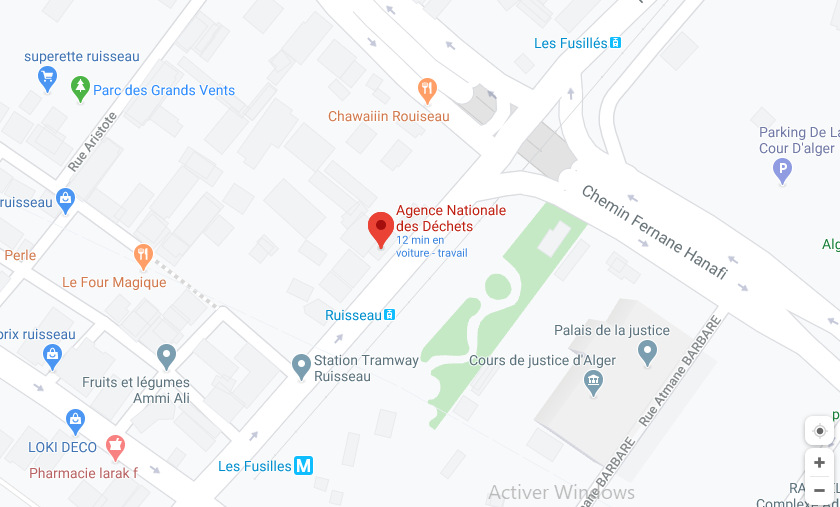 Les Fusillés
superette ruisseau
Parc des Grands Vents
Chawaiiin Rouiseau
Parking De La
Cour D'alger
P
Rue Aristote
ruisseau
Agence Nationale
des Déchets
12 min en
voiture - travail
Chemin Fernane Hanafi
Perle
Le Four Magique
Ruisseau
prix ruisseau
Palais de la justice
Station Tramway
Ruisseau
Cours de justice d'Alger
Rue Atmane BARBARE
Fruits et légumes
Ammi Ali
LOKI DECO
Pharmacie larak f
Les Fusilles M
BARBARE
Activer Windows